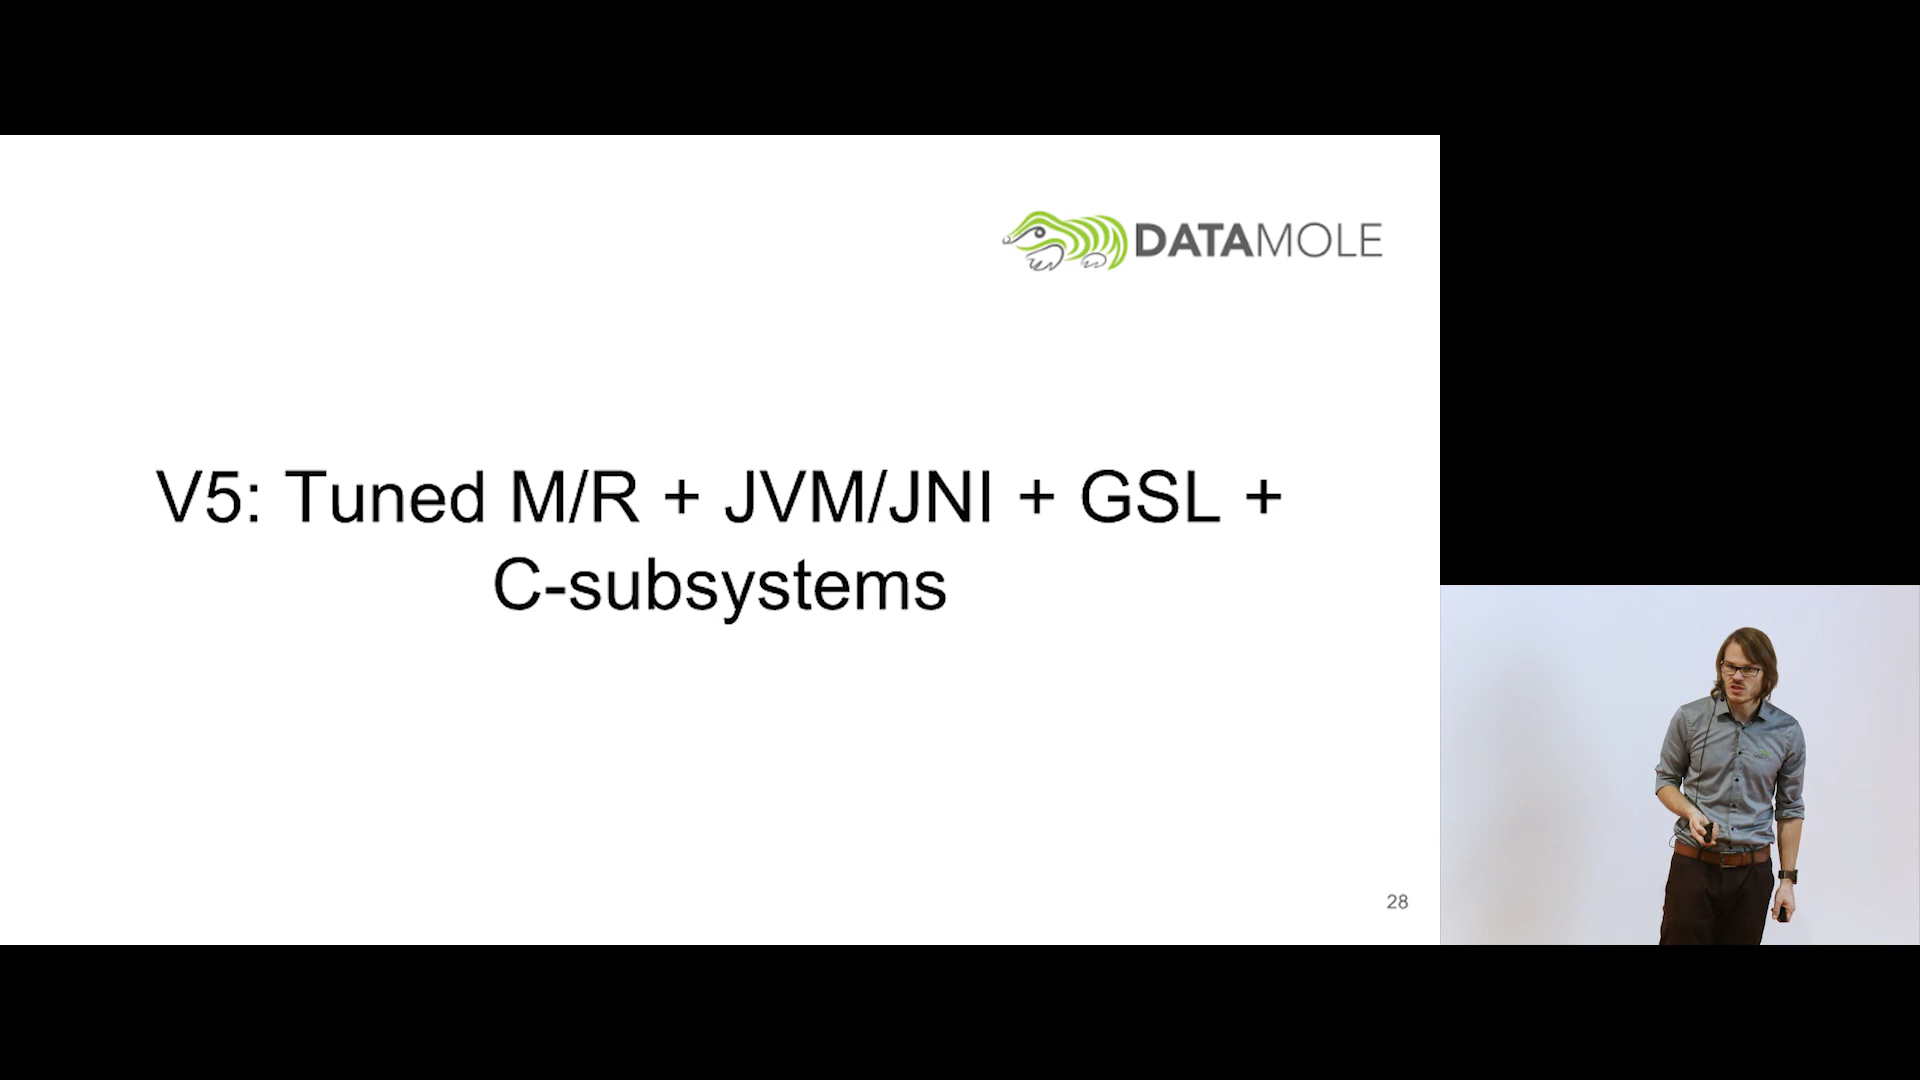 DATAMOLE
V5: Tuned M/R + JVM/JNI + GSL +
C-subsystems
28